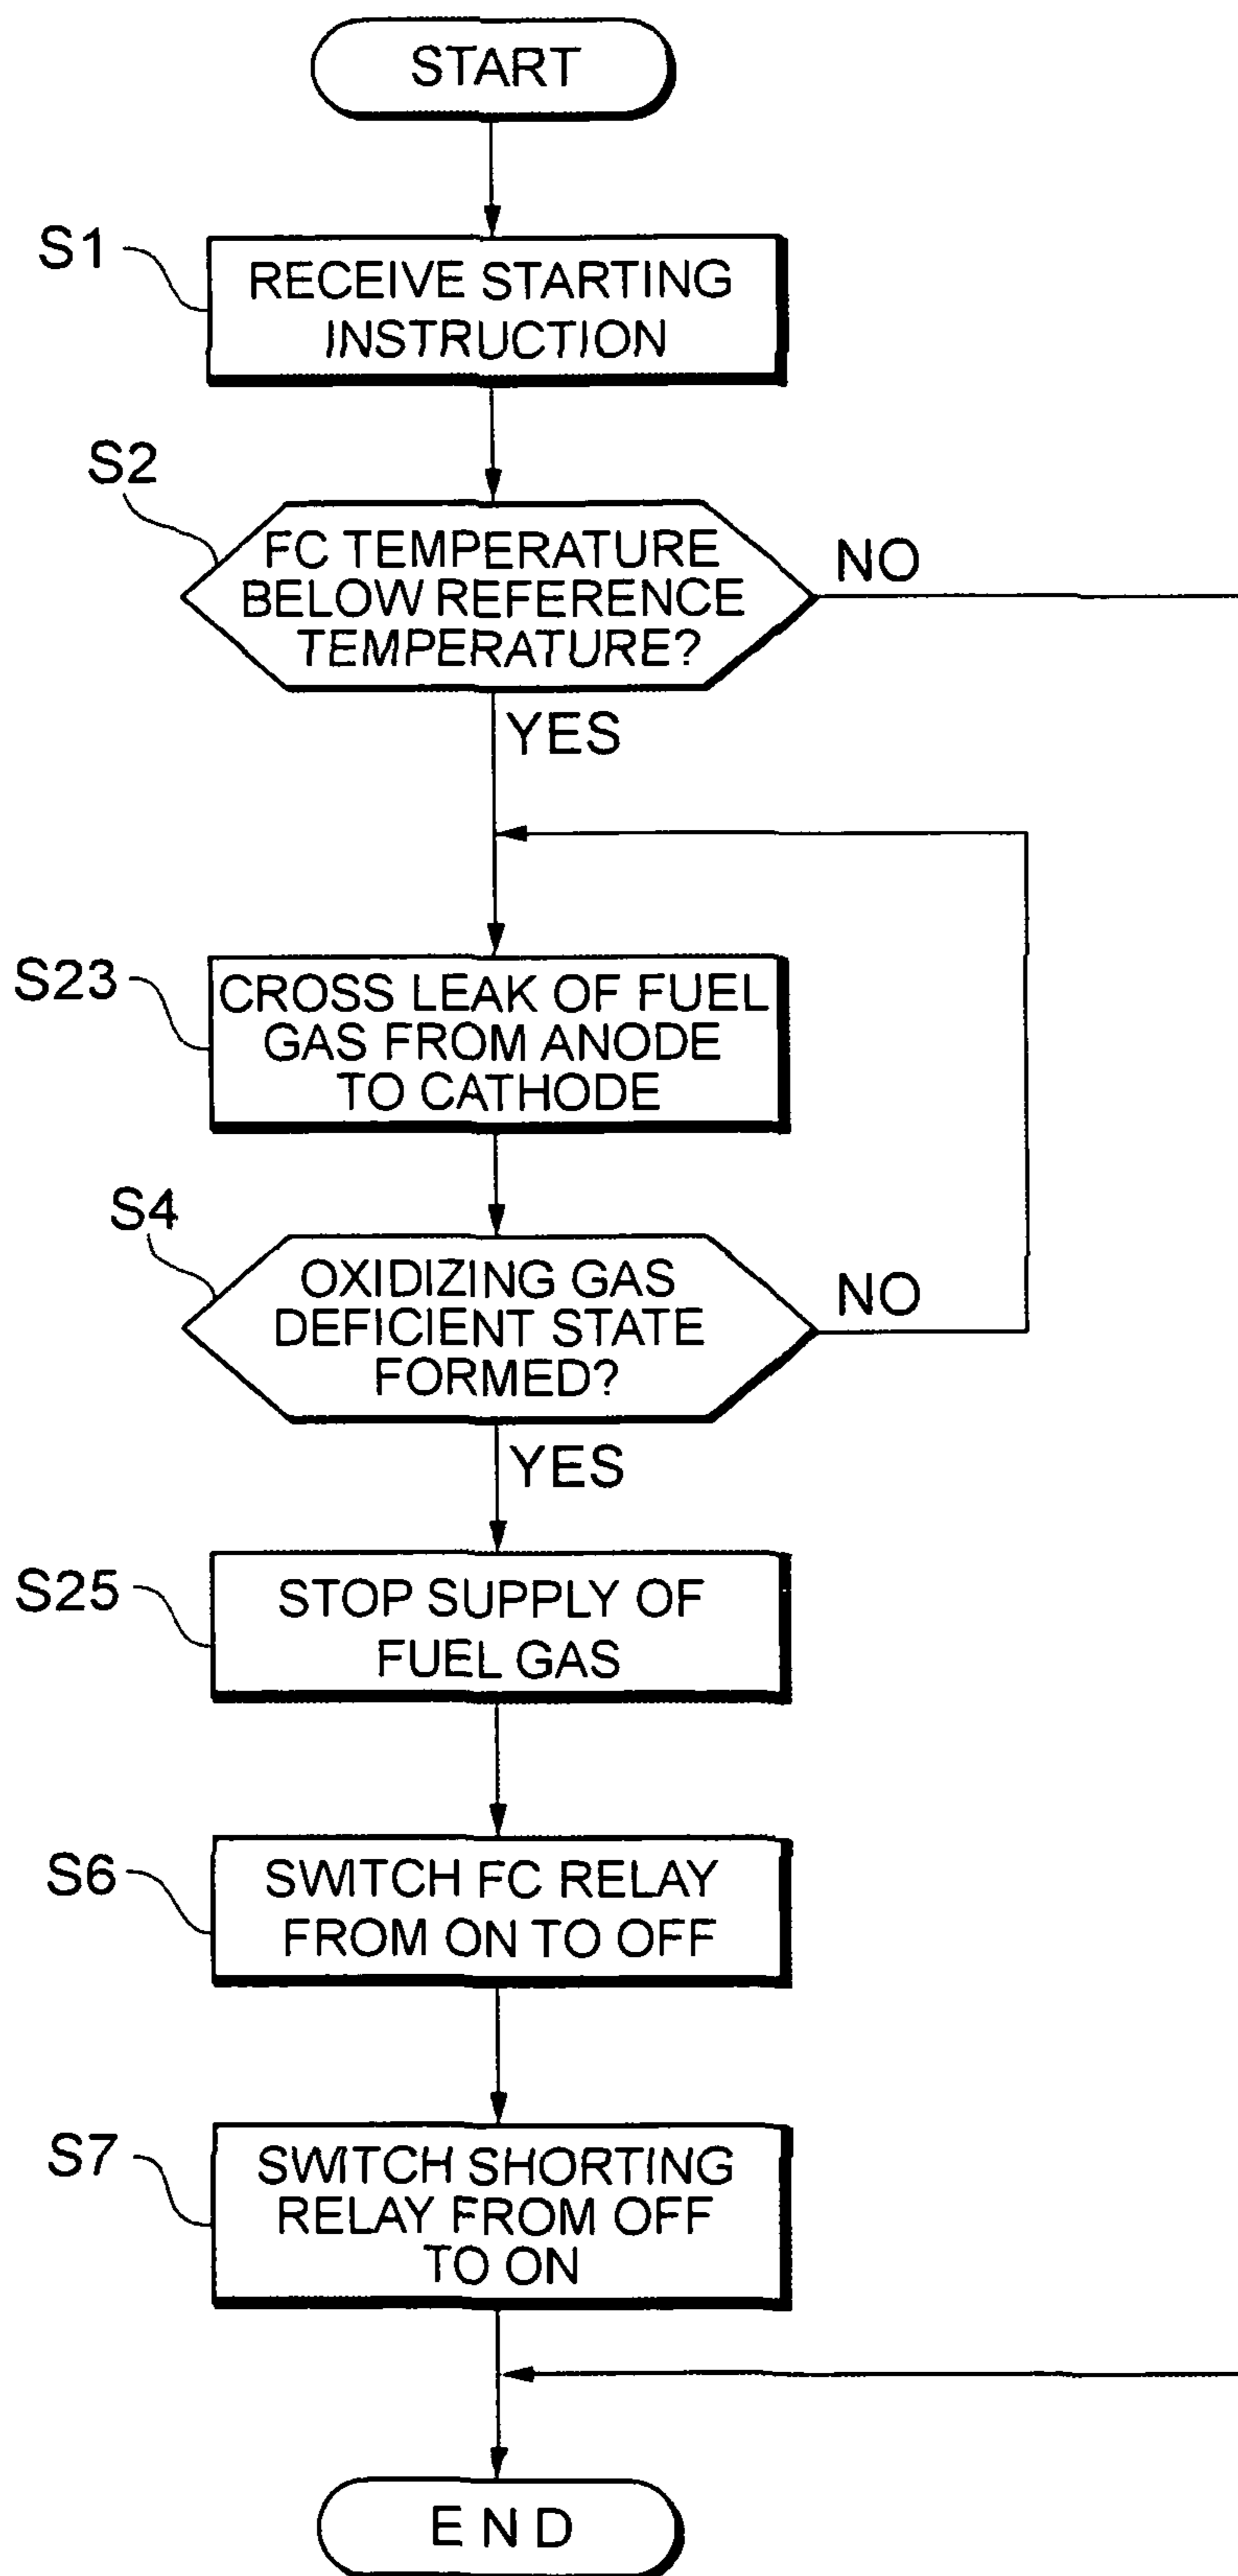 START
S1
RECEIVE STARTING
INSTRUCTION
S2
FC TEMPERATURE
BELOW REFERENCE
TEMPERATURE?
NO
YES
S23
CROSS LEAK OF FUEL
GAS FROM ANODE
TO CATHODE
S4
OXIDIZING GAS
DEFICIENT STATE
FORMED?
NO
YES
S25
STOP SUPPLY OF
FUEL GAS
S6
SWITCH FC RELAY
FROM ON TO OFF
S7
SWITCH SHORTING
RELAY FROM OFF
TO ON
END